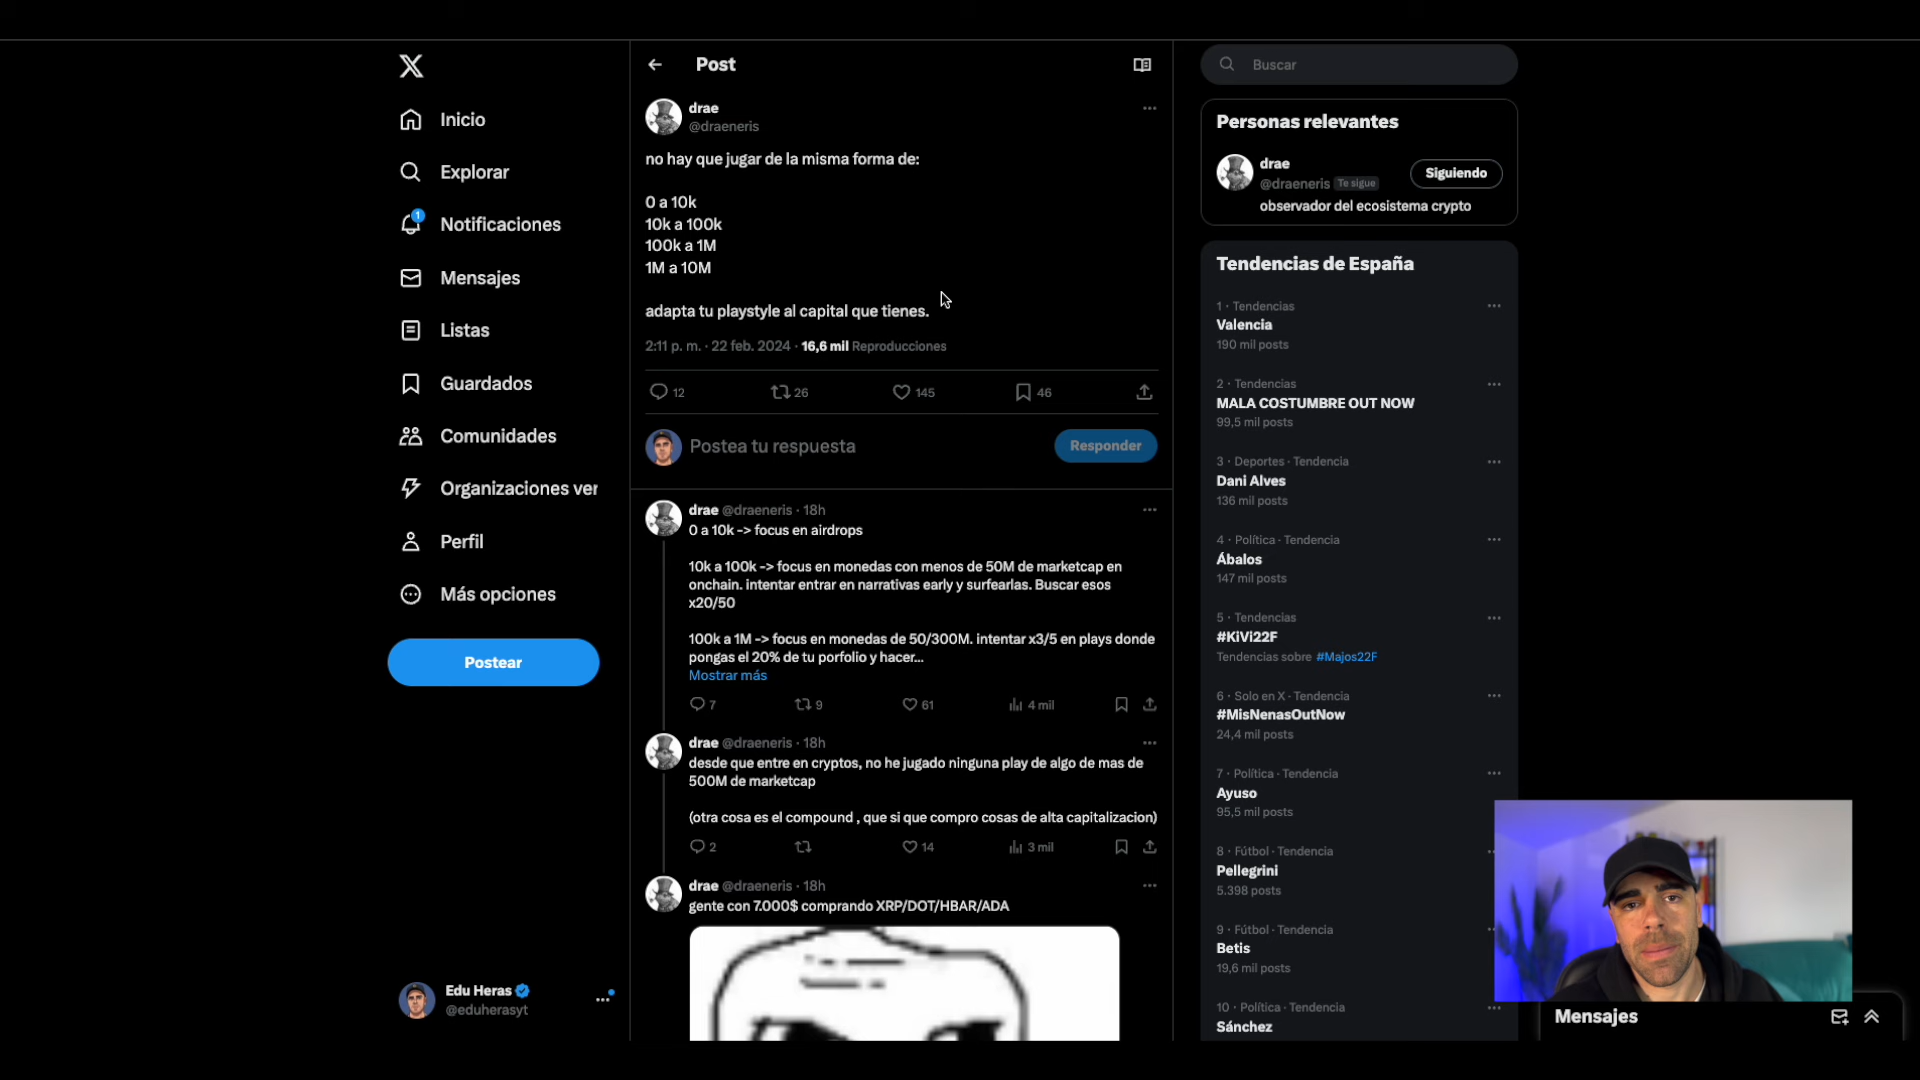 Inicio
Explorar
1
Notificaciones
Mensajes
Listas
Guardados
Comunidades
Organizaciones ver
Perfil
Más opciones
Postear
Edu Heras
@eduherasyt
Post
drae
@draeneris
no hay que jugar de la misma forma de:
0 a 10k
10k a 100k
100k a 1M
1M a 10M
adapta tu playstyle al capital que tienes.
2:11 p. m. · 22 feb. 2024 · 16,6 mil Reproducciones
12 26 145 46
Postea tu respuesta
Responder
drae @draeneris · 18h
0 a 10k -> focus en airdrops
10k a 100k -> focus en monedas con menos de 50M de marketcap en
onchain. intentar entrar en narrativas early y surfearlas. Buscar esos
x20/50
100k a 1M -> focus en monedas de 50/300M. intentar x3/5 en plays donde
pongas el 20% de tu porfolio y hacer...
Mostrar más
7 9 61 4 mil
drae @draeneris · 18h
desde que entre en cryptos, no he jugado ninguna play de algo de mas de
500M de marketcap
(otra cosa es el compound , que si que compro cosas de alta capitalizacion)
2 14 3 mil
drae @draeneris · 18h
gente con 7.000$ comprando XRP/DOT/HBAR/ADA
Buscar
Personas relevantes
drae
@draeneris Te sigue
Siguiendo
observador del ecosistema crypto
Tendencias de España
1 · Tendencias
Valencia
190 mil posts
2 · Tendencias
MALA COSTUMBRE OUT NOW
99,5 mil posts
3 · Deportes · Tendencia
Dani Alves
136 mil posts
4 · Política · Tendencia
Ábalos
147 mil posts
5 · Tendencias
#KiVi22F
Tendencias sobre #Majos22F
6 · Solo en X · Tendencia
#MisNenasOutNow
24,4 mil posts
7 · Política · Tendencia
Ayuso
95,5 mil posts
8 · Fútbol · Tendencia
Pellegrini
5.398 posts
9 · Fútbol · Tendencia
Betis
19,6 mil posts
10 · Política · Tendencia
Sánchez
Mensajes